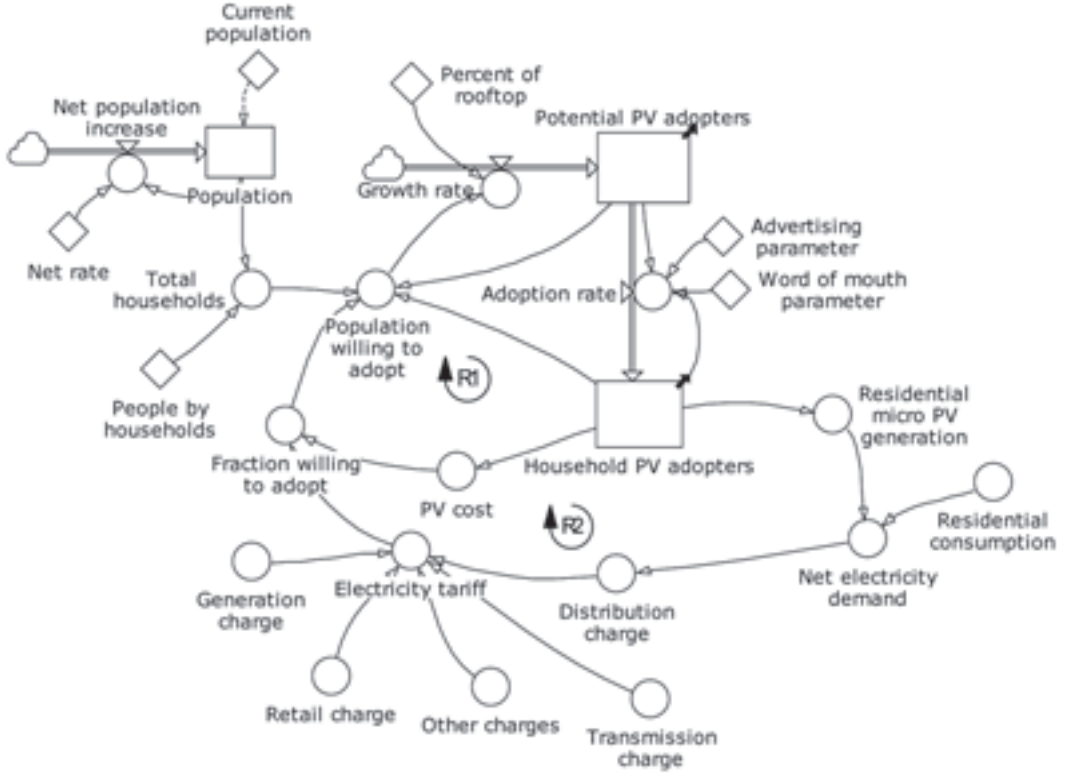 Current
population
Percent of
rooftop
Net population
increase
Potential PV adopters
Growth rate
Population
Net rate
Total
households
Advertising
parameter
Adoption rate
Word of mouth
parameter
Population
willing to
adopt
R1
People by
households
Residential
micro PV
generation
Fraction willing
to adopt
Household PV adopters
PV cost
R2
Residential
consumption
Generation
charge
Electricity tariff
Distribution
charge
Net electricity
demand
Retail charge
Other charges
Transmission
charge